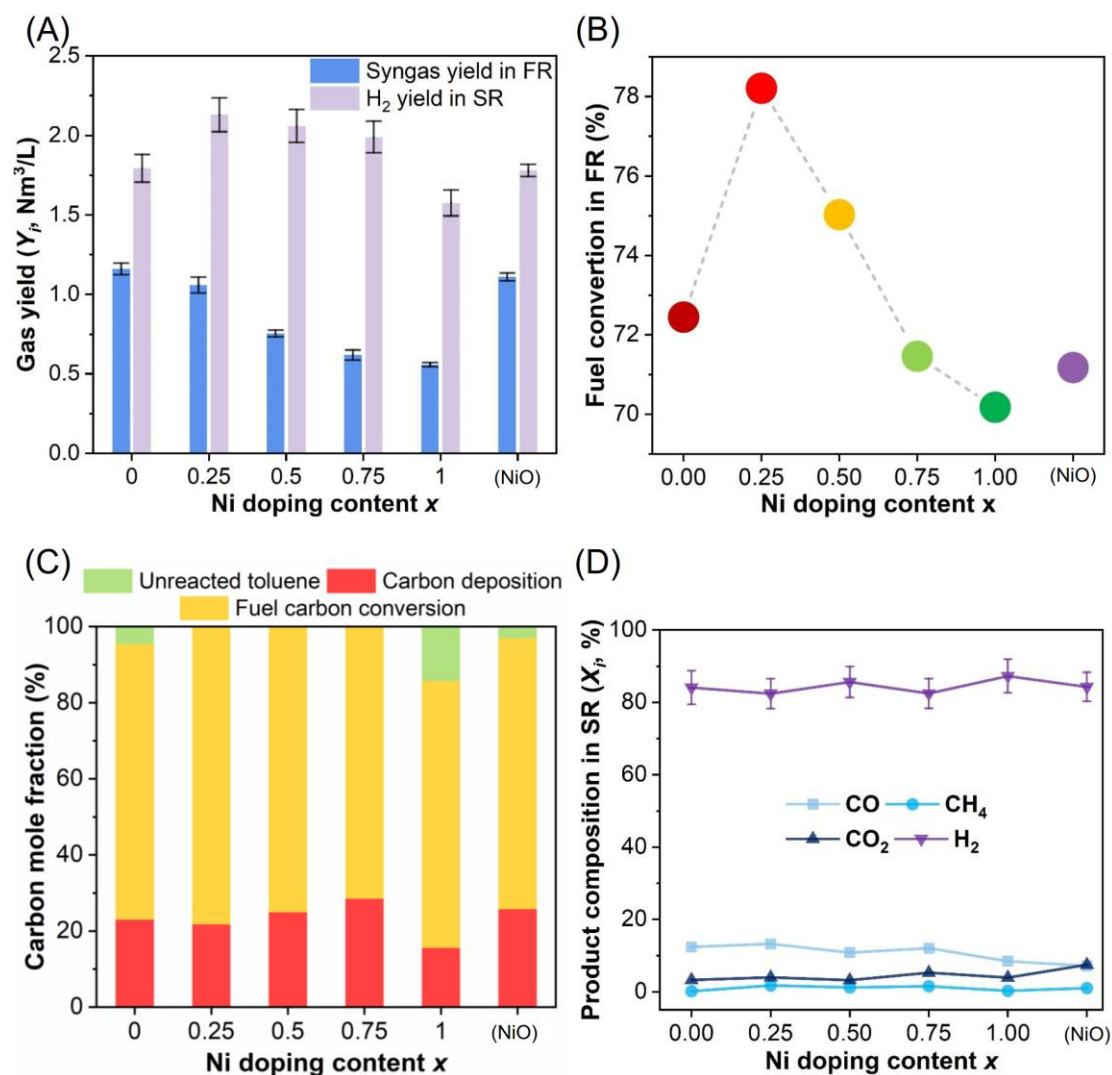 (A)
2.5
2.0
1.5
1.0
0.5
0.0
Gas yield (Yᵢ, Nm³/L)
Syngas yield in FR
H₂ yield in SR
0 0.25 0.5 0.75 1 (NiO)
Ni doping content x
(B)
78
76
74
72
70
Fuel convertion in FR (%)
0.00 0.25 0.50 0.75 1.00 (NiO)
Ni doping content x
(C)
Unreacted toluene Carbon deposition
Fuel carbon conversion
100
80
60
40
20
0
Carbon mole fraction (%)
0 0.25 0.5 0.75 1 (NiO)
Ni doping content x
(D)
100
80
60
40
20
0
Product composition in SR (Xᵢ, %)
CO CH₄
CO₂ H₂
0.00 0.25 0.50 0.75 1.00 (NiO)
Ni doping content x